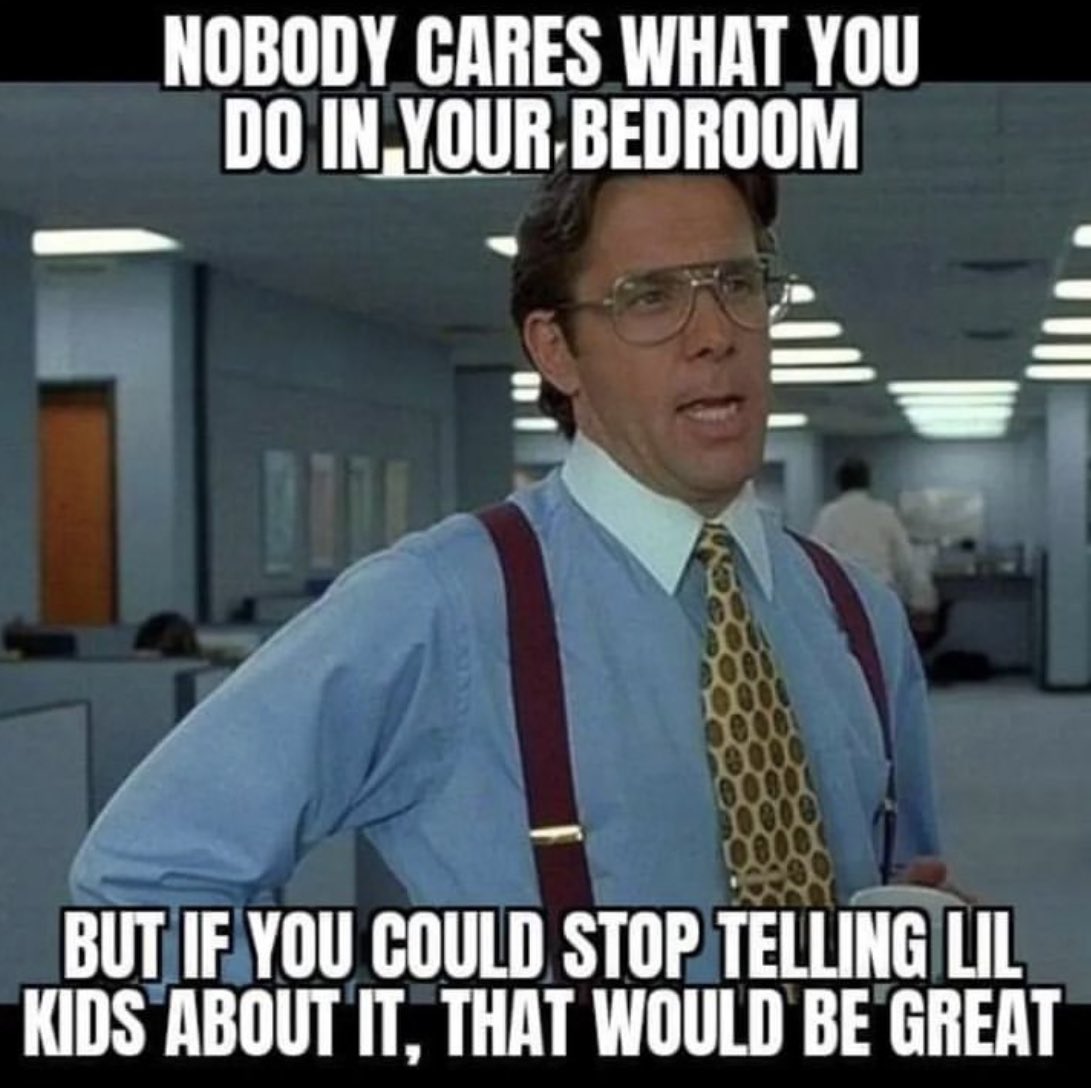 NOBODY CARES WHAT YOU
DO IN YOUR BEDROOM
BUT IF YOU COULD STOP TELLING LIL
KIDS ABOUT IT, THAT WOULD BE GREAT